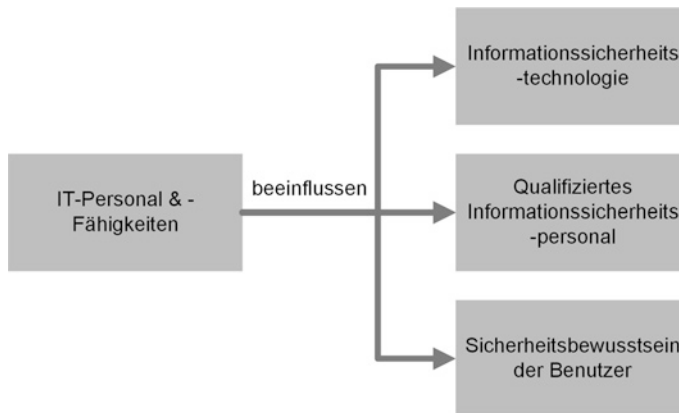 Informationssicherheits
-technologie
IT-Personal & -
Fähigkeiten
beeinflussen
Qualifiziertes
Informationssicherheits
-personal
Sicherheitsbewusstsein
der Benutzer